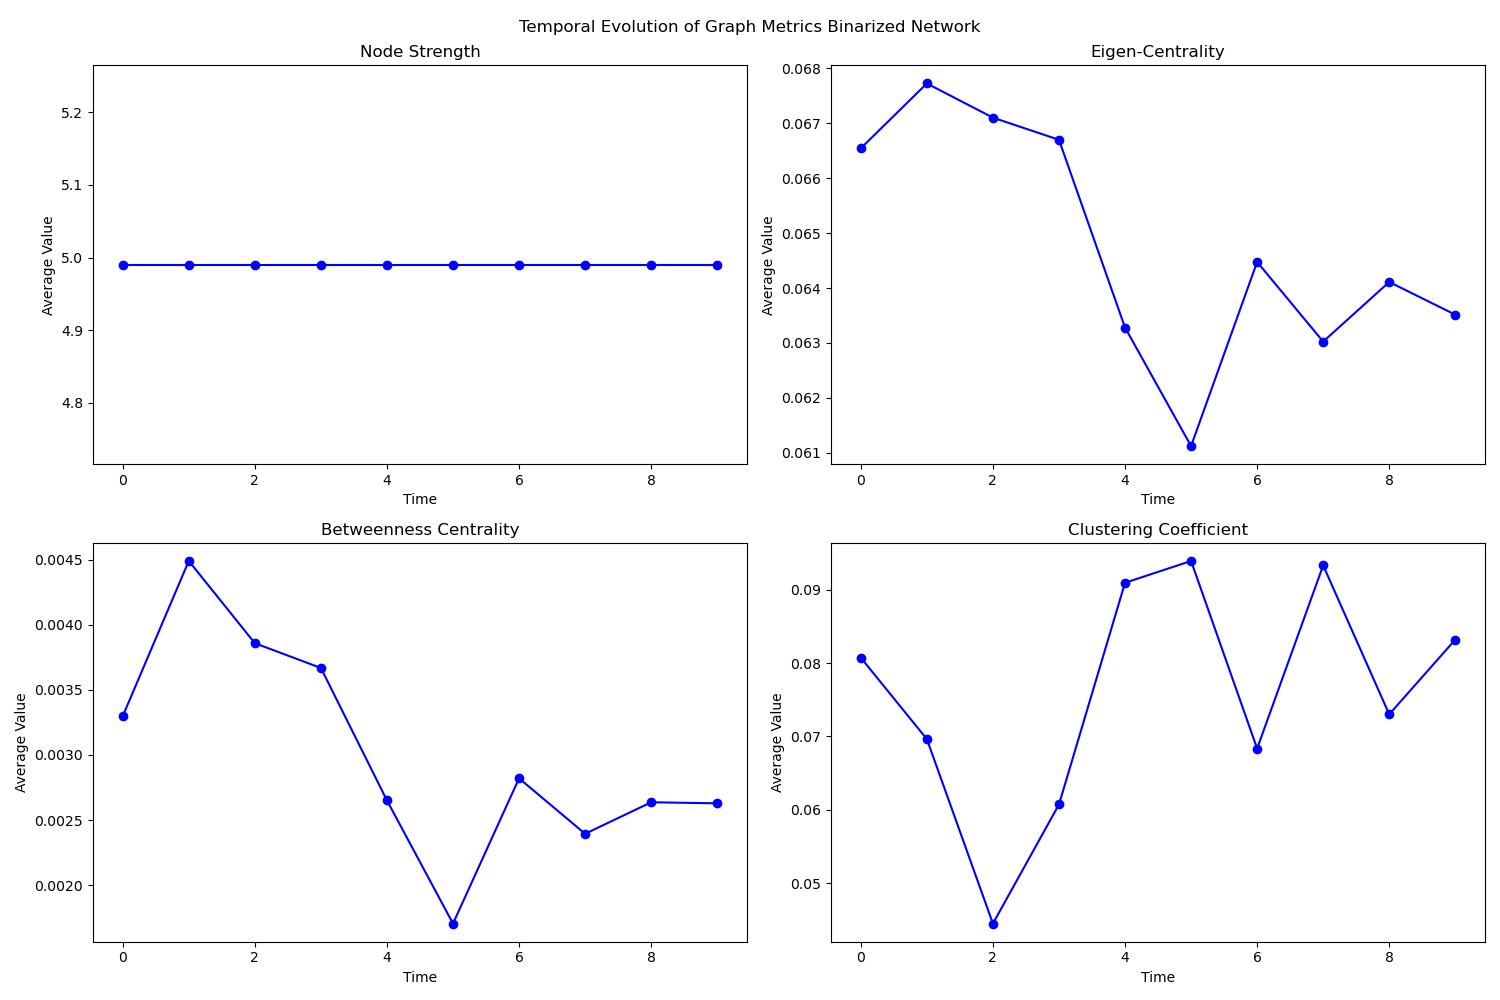 Temporal Evolution of Graph Metrics Binarized Network
Node Strength
Average Value
5.2
5.1
5.0
4.9
4.8
0 2 4 6 8
Time
Eigen-Centrality
Average Value
0.068
0.067
0.066
0.065
0.064
0.063
0.062
0.061
0 2 4 6 8
Time
Betweenness Centrality
Average Value
0.0045
0.0040
0.0035
0.0030
0.0025
0.0020
0 2 4 6 8
Time
Clustering Coefficient
Average Value
0.09
0.08
0.07
0.06
0.05
0 2 4 6 8
Time